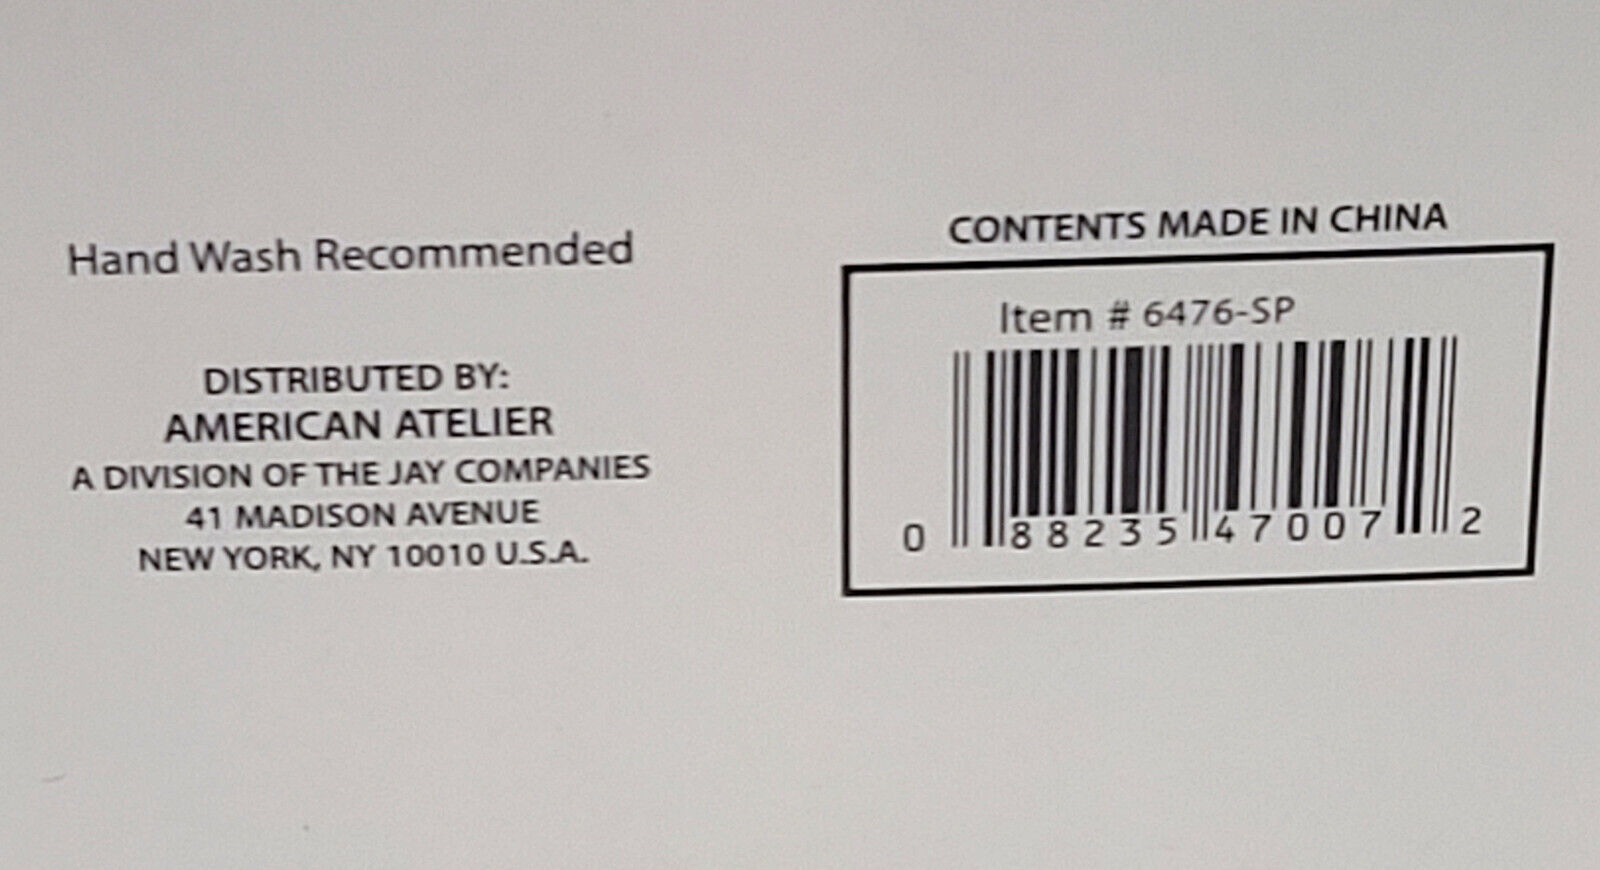 Hand Wash Recommended
DISTRIBUTED BY:
AMERICAN ATELIER
A DIVISION OF THE JAY COMPANIES
41 MADISON AVENUE
NEW YORK, NY 10010 U.S.A.
CONTENTS MADE IN CHINA
Item # 6476-SP
0 88235 47007 2